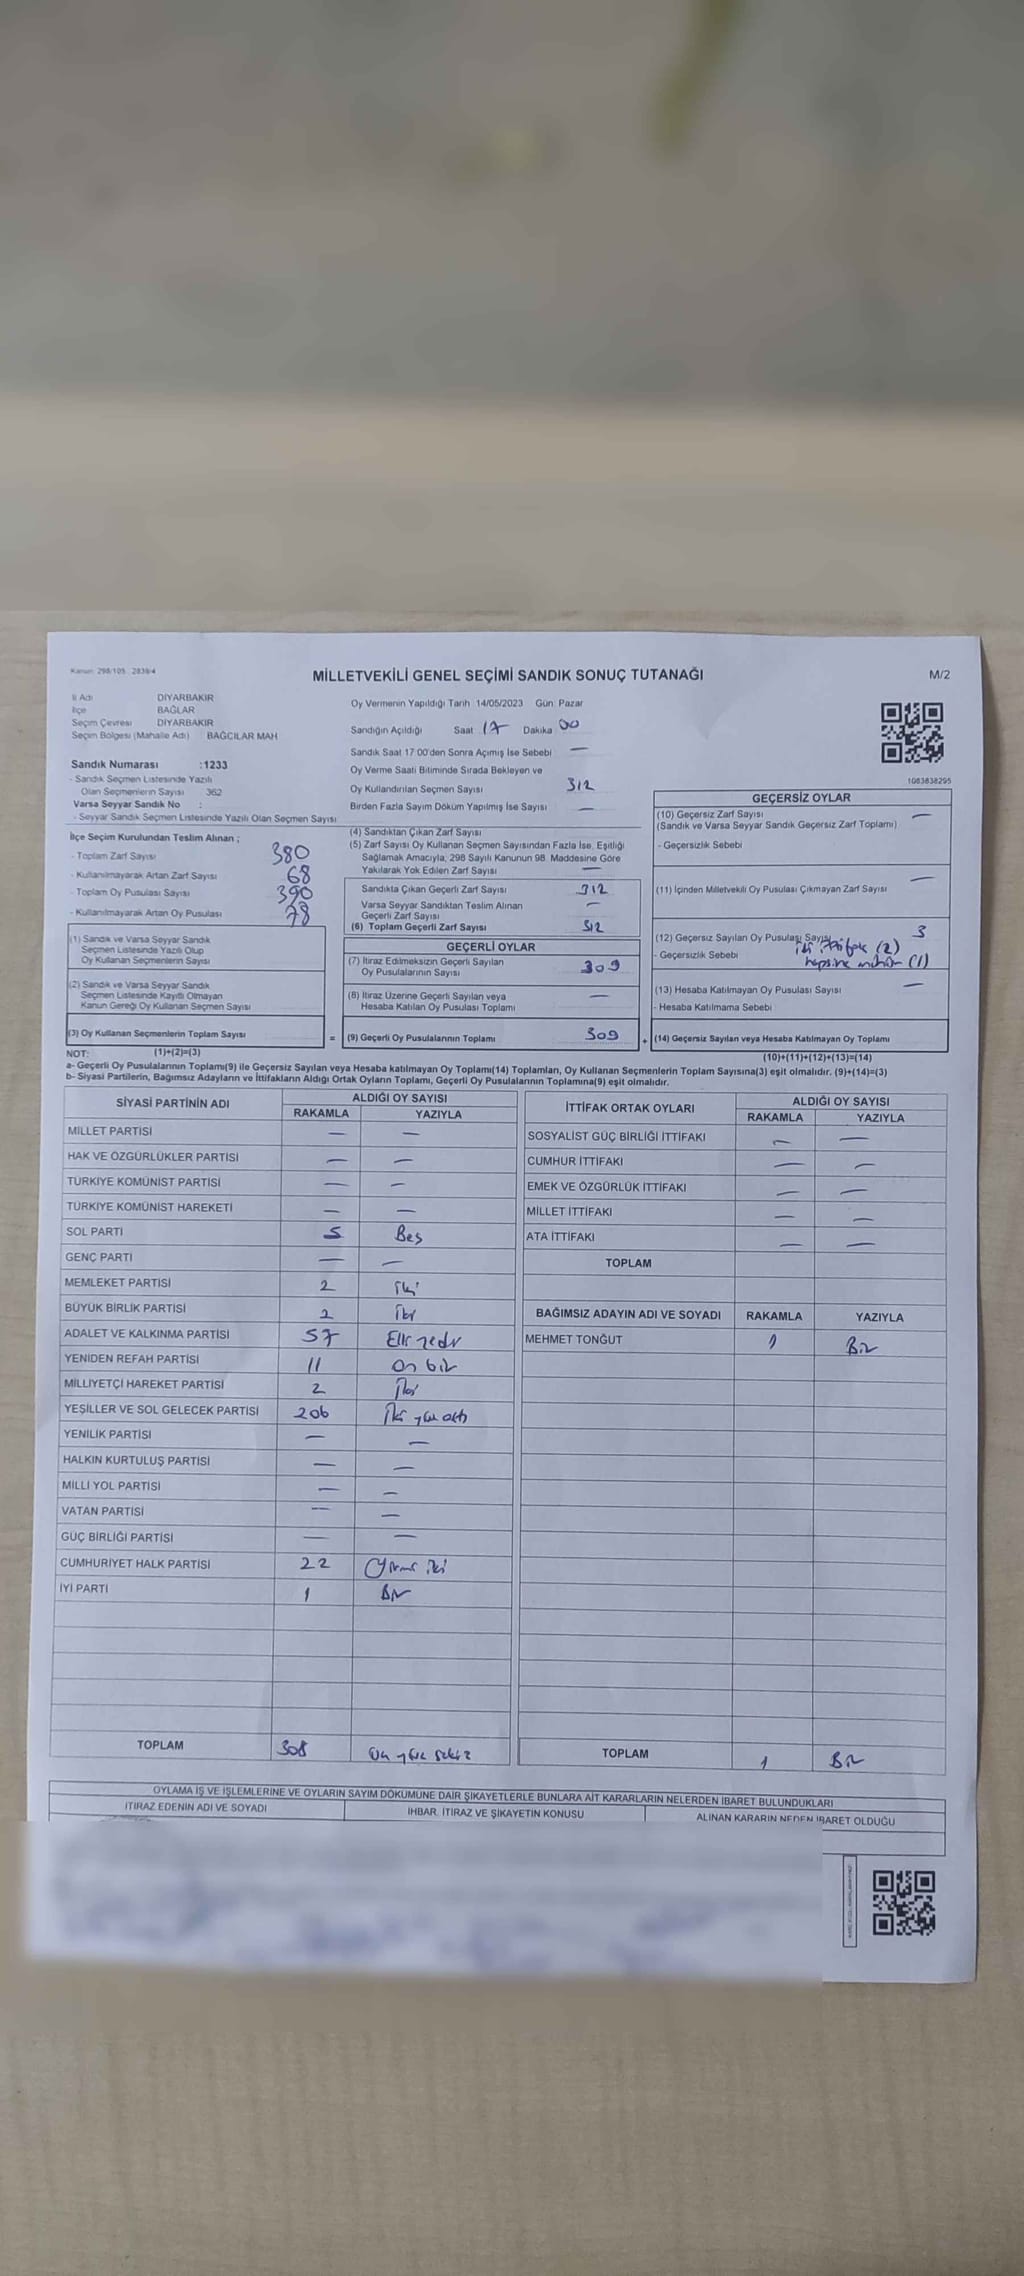 Kanun: 298/105 2839/4
MİLLETVEKİLİ GENEL SEÇİMİ SANDIK SONUÇ TUTANAĞI
M/2
İl Adı DİYARBAKIR
İlçe BAĞLAR
Seçim Çevresi DİYARBAKIR
Seçim Bölgesi (Mahalle Adı) BAĞCILAR MAH
Sandık Numarası :1233
- Sandık Seçmen Listesinde Yazılı
Olan Seçmenlerin Sayısı 362
Varsa Seyyar Sandık No :
- Seyyar Sandık Seçmen Listesinde Yazılı Olan Seçmen Sayısı
İlçe Seçim Kurulundan Teslim Alınan ;
- Toplam Zarf Sayısı 380
- Kullanılmayarak Artan Zarf Sayısı 68
- Toplam Oy Pusulası Sayısı 390
- Kullanılmayarak Artan Oy Pusulası 78
(1) Sandık ve Varsa Seyyar Sandık
Seçmen Listesinde Yazılı Olup
Oy Kullanan Seçmenlerin Sayısı
(2) Sandık ve Varsa Seyyar Sandık
Seçmen Listesinde Kayıtlı Olmayan
Kanun Gereği Oy Kullanan Seçmen Sayısı
(3) Oy Kullanan Seçmenlerin Toplam Sayısı
Oy Vermenin Yapıldığı Tarih 14/05/2023 Gün: Pazar
Sandığın Açıldığı Saat 17 Dakika 00
Sandık Saat 17:00'den Sonra Açımış İse Sebebi —
Oy Verme Saati Bitiminde Sırada Bekleyen ve
Oy Kullandırılan Seçmen Sayısı 312
Birden Fazla Sayım Döküm Yapılmış İse Sayısı —
(4) Sandıktan Çıkan Zarf Sayısı
(5) Zarf Sayısı Oy Kullanan Seçmen Sayısından Fazla İse, Eşitliği
Sağlamak Amacıyla, 298 Sayılı Kanunun 98. Maddesine Göre
Yakılarak Yok Edilen Zarf Sayısı —
Sandıkta Çıkan Geçerli Zarf Sayısı 312
Varsa Seyyar Sandıktan Teslim Alınan
Geçerli Zarf Sayısı —
(6) Toplam Geçerli Zarf Sayısı 312
GEÇERLİ OYLAR
(7) İtiraz Edilmeksizin Geçerli Sayılan
Oy Pusulalarının Sayısı 309
(8) İtiraz Üzerine Geçerli Sayılan veya
Hesaba Katılan Oy Pusulası Toplamı —
= (9) Geçerli Oy Pusulalarının Toplamı 309 +
1083838295
GEÇERSİZ OYLAR
(10) Geçersiz Zarf Sayısı —
(Sandık ve Varsa Seyyar Sandık Geçersiz Zarf Toplamı)
- Geçersizlik Sebebi
(11) İçinden Milletvekili Oy Pusulası Çıkmayan Zarf Sayısı —
(12) Geçersiz Sayılan Oy Pusulası Sayısı 3
- Geçersizlik Sebebi iki ittifak (2)
hepsine mühür (1)
(13) Hesaba Katılmayan Oy Pusulası Sayısı —
- Hesaba Katılmama Sebebi
(14) Geçersiz Sayılan veya Hesaba Katılmayan Oy Toplamı
NOT: (1)+(2)=(3)
(10)+(11)+(12)+(13)=(14)
a- Geçerli Oy Pusulalarının Toplamı(9) ile Geçersiz Sayılan veya Hesaba katılmayan Oy Toplamı(14) Toplamları, Oy Kullanan Seçmenlerin Toplam Sayısına(3) eşit olmalıdır. (9)+(14)=(3)
b- Siyasi Partilerin, Bağımsız Adayların ve İttifakların Aldığı Ortak Oyların Toplamı, Geçerli Oy Pusulalarının Toplamına(9) eşit olmalıdır.
SİYASİ PARTİNİN ADI ALDIĞI OY SAYISI
RAKAMLA YAZIYLA
MİLLET PARTİSİ — —
HAK VE ÖZGÜRLÜKLER PARTİSİ — —
TÜRKİYE KOMÜNİST PARTİSİ — —
TÜRKİYE KOMÜNİST HAREKETİ — —
SOL PARTİ 5 Beş
GENÇ PARTİ — —
MEMLEKET PARTİSİ 2 iki
BÜYÜK BİRLİK PARTİSİ 2 iki
ADALET VE KALKINMA PARTİSİ 57 Elli yedi
YENİDEN REFAH PARTİSİ 11 on bir
MİLLİYETÇİ HAREKET PARTİSİ 2 iki
YEŞİLLER VE SOL GELECEK PARTİSİ 206 iki yüz altı
YENİLİK PARTİSİ — —
HALKIN KURTULUŞ PARTİSİ — —
MİLLİ YOL PARTİSİ — —
VATAN PARTİSİ — —
GÜÇ BİRLİĞİ PARTİSİ — —
CUMHURİYET HALK PARTİSİ 22 Yirmi iki
İYİ PARTİ 1 Bir
TOPLAM 308 Üç yüz sekiz
İTTİFAK ORTAK OYLARI ALDIĞI OY SAYISI
RAKAMLA YAZIYLA
SOSYALİST GÜÇ BİRLİĞİ İTTİFAKI — —
CUMHUR İTTİFAKI — —
EMEK VE ÖZGÜRLÜK İTTİFAKI — —
MİLLET İTTİFAKI — —
ATA İTTİFAKI — —
TOPLAM
BAĞIMSIZ ADAYIN ADI VE SOYADI RAKAMLA YAZIYLA
MEHMET TONĞUT 1 Bir
TOPLAM 1 Bir
OYLAMA İŞ VE İŞLEMLERİNE VE OYLARIN SAYIM DÖKÜMÜNE DAİR ŞİKAYETLERLE BUNLARA AİT KARARLARIN NELERDEN İBARET BULUNDUKLARI
İTİRAZ EDENİN ADI VE SOYADI İHBAR, İTİRAZ VE ŞİKAYETİN KONUSU ALINAN KARARIN NEDEN İBARET OLDUĞU